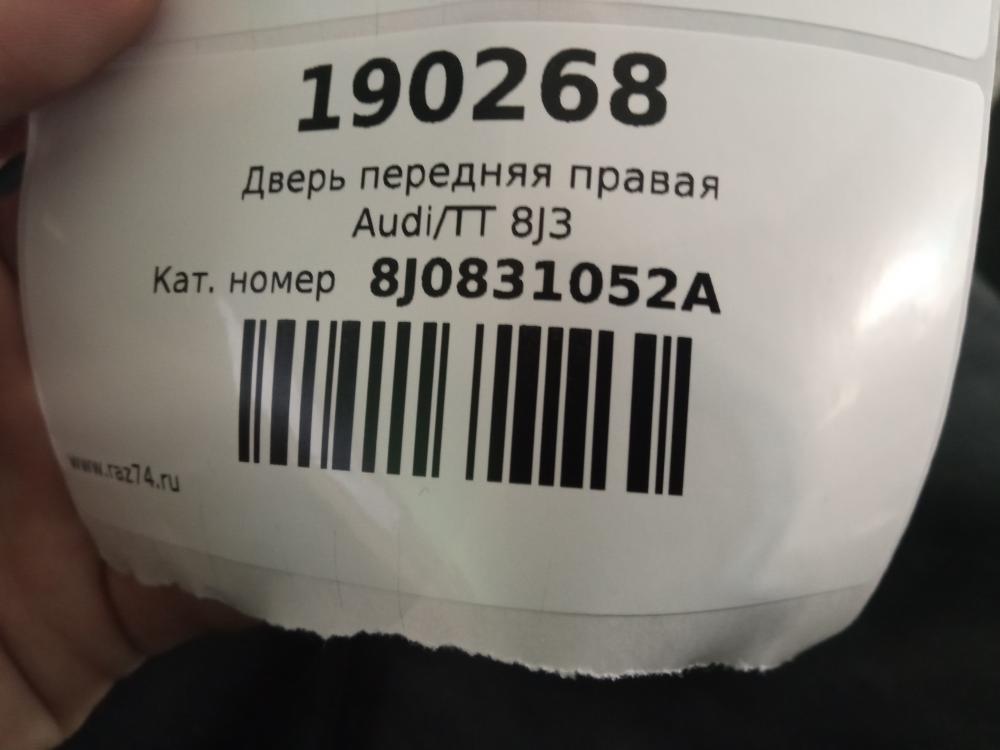 190268
Дверь передняя правая
Audi/TT 8J3
Кат. номер 8J0831052A
www.raz74.ru